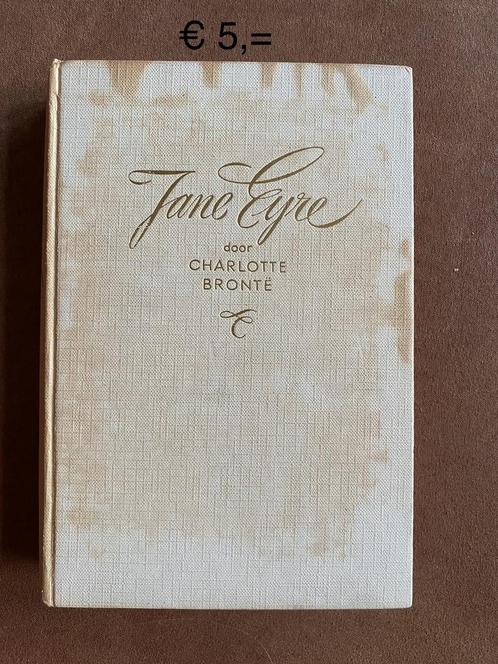 € 5,=
Jane Eyre
door
CHARLOTTE
BRONTË